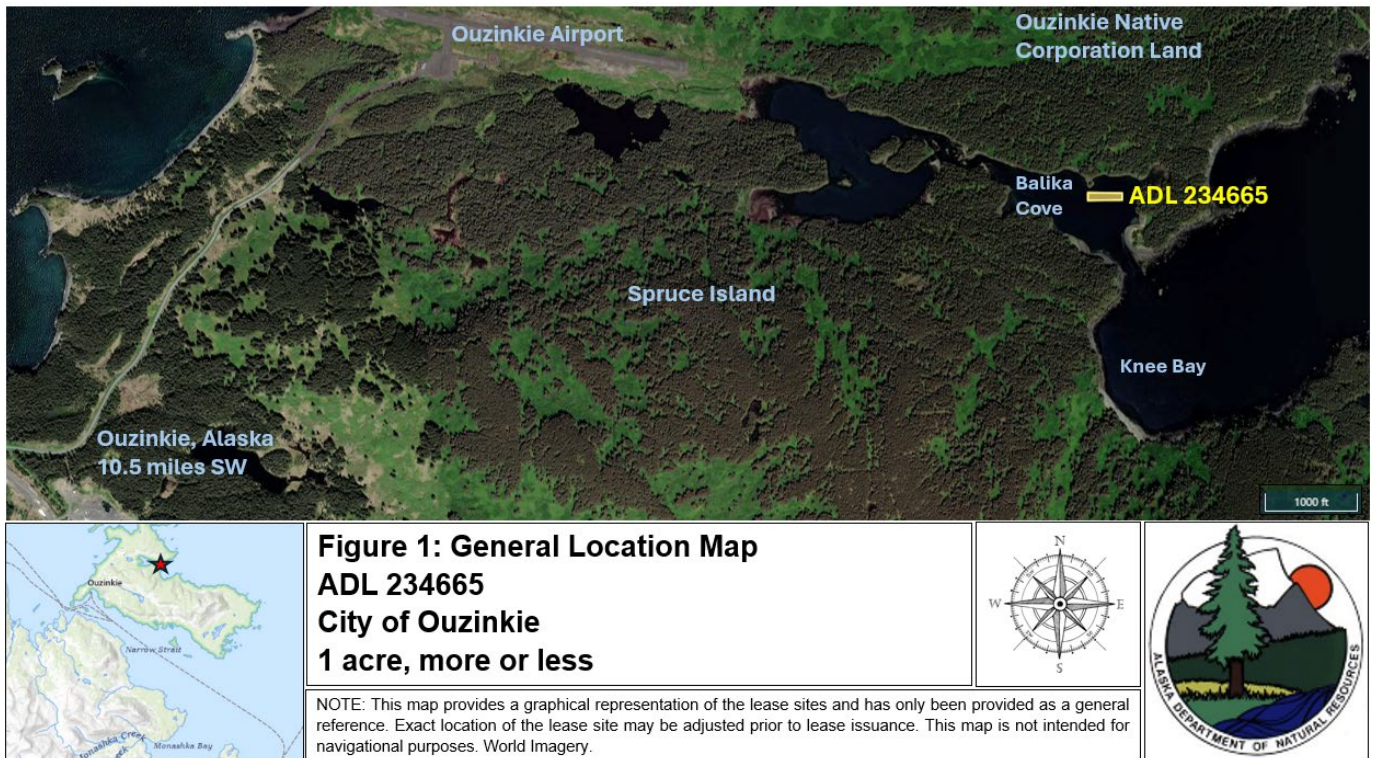 Ouzinkie Airport
Ouzinkie Native
Corporation Land
Balika
Cove
ADL 234665
Spruce Island
Knee Bay
Ouzinkie, Alaska
10.5 miles SW
1000 ft
Ouzinkie
Narrow Strait
Monashka Bay
Monashka Creek
Creek
Figure 1: General Location Map
ADL 234665
City of Ouzinkie
1 acre, more or less
NOTE: This map provides a graphical representation of the lease sites and has only been provided as a general
reference. Exact location of the lease site may be adjusted prior to lease issuance. This map is not intended for
navigational purposes. World Imagery.
N
W
E
S
ALASKA DEPARTMENT OF NATURAL RESOURCES